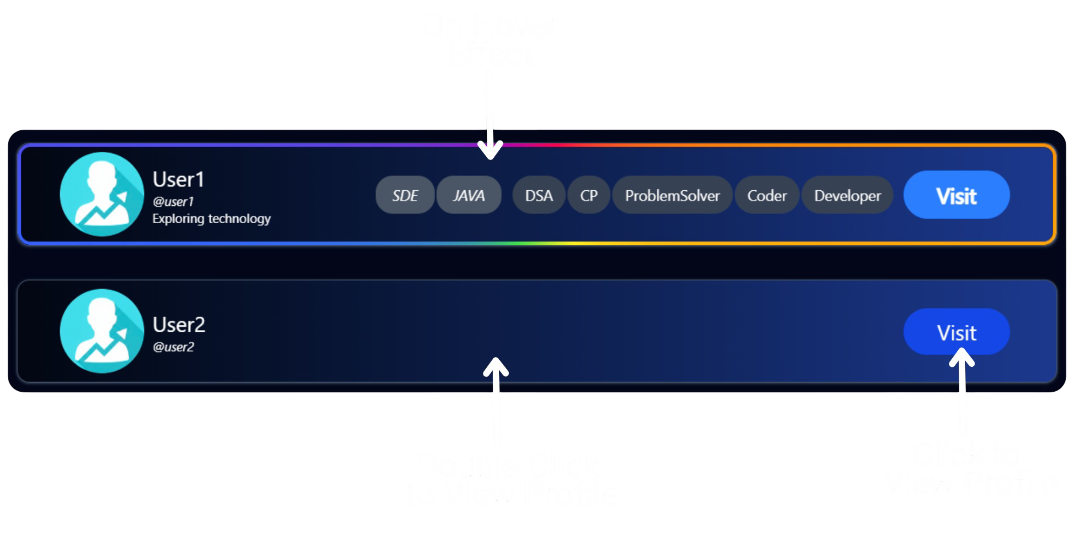 User1
@user1
Exploring technology
SDE JAVA DSA CP ProblemSolver Coder Developer
Visit
User2
@user2
Visit